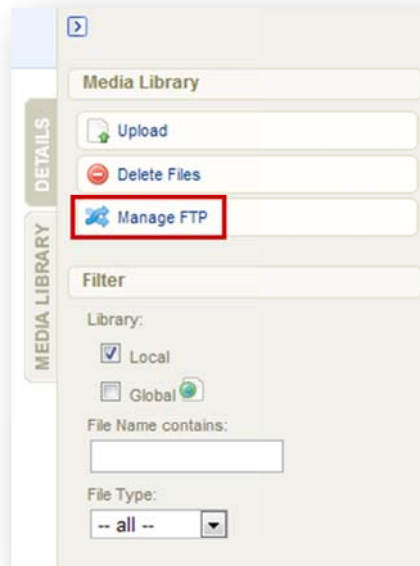 Media Library
Upload
Delete Files
Manage FTP
DETAILS
MEDIA LIBRARY
Filter
Library:
Local
Global
File Name contains:
File Type:
-- all --